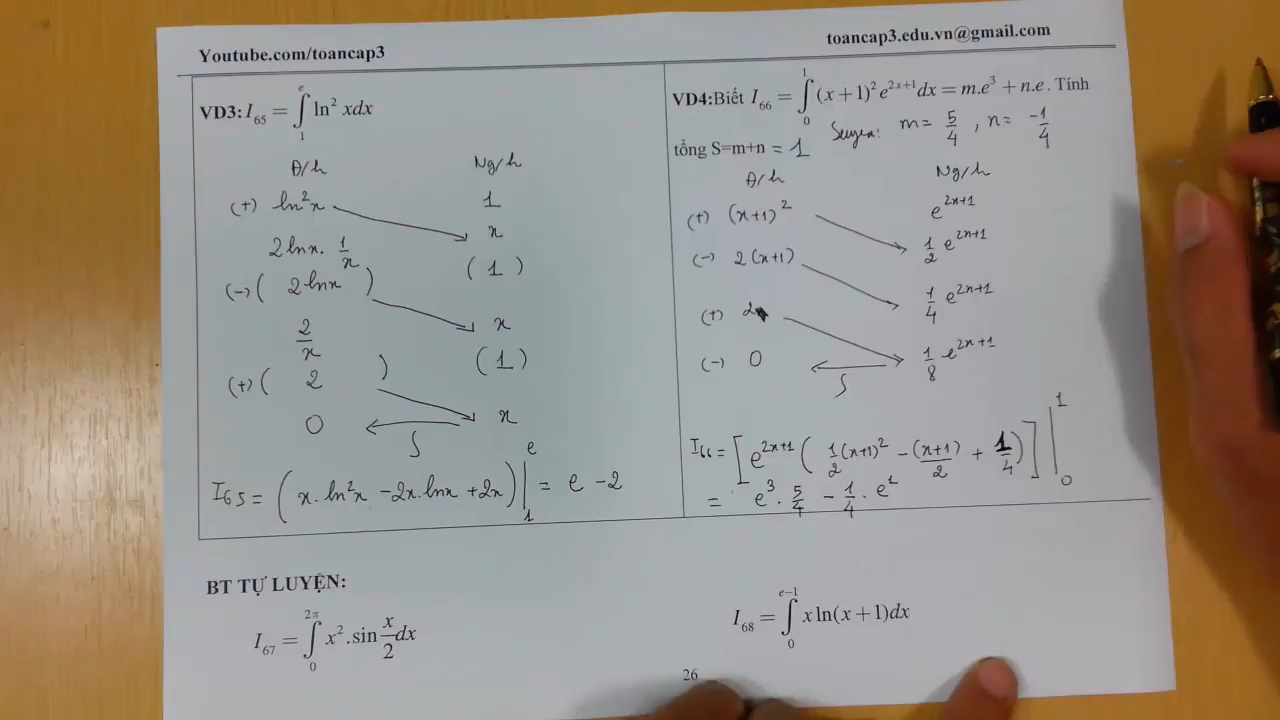 Youtube.com/toancap3
toancap3.edu.vn@gmail.com
VD3: I₆₅ = ∫₁ᵉ ln² xdx
Đ/h Ng/h
(+) ln²x 1
2lnx. 1/x x
(-) ( 2lnx ) ( 1 )
2/x x
(+) ( 2 ) ( 1 )
0 ∫ x
I₆₅ = ( x.ln²x - 2x.lnx + 2x ) |₁ᵉ = e - 2
VD4:Biết I₆₆ = ∫₀¹ (x+1)² e^(2x+1) dx = m.e³ + n.e. Tính
tổng S=m+n = 1
Suy ra: m = 5/4 , n = -1/4
Đ/h Ng/h
(+) (x+1)² e^(2x+1)
(-) 2(x+1) 1/2 e^(2x+1)
(+) 2 1/4 e^(2x+1)
(-) 0 ∫ 1/8 e^(2x+1)
I₆₆ = [ e^(2x+1) ( 1/2 (x+1)² - (x+1)/2 + 1/4 ) ] |₀¹
= e³ . 5/4 - 1/4 . e¹
BT TỰ LUYỆN:
I₆₇ = ∫₀^(2π) x².sin x/2 dx
I₆₈ = ∫₀^(e-1) x ln(x+1)dx
26